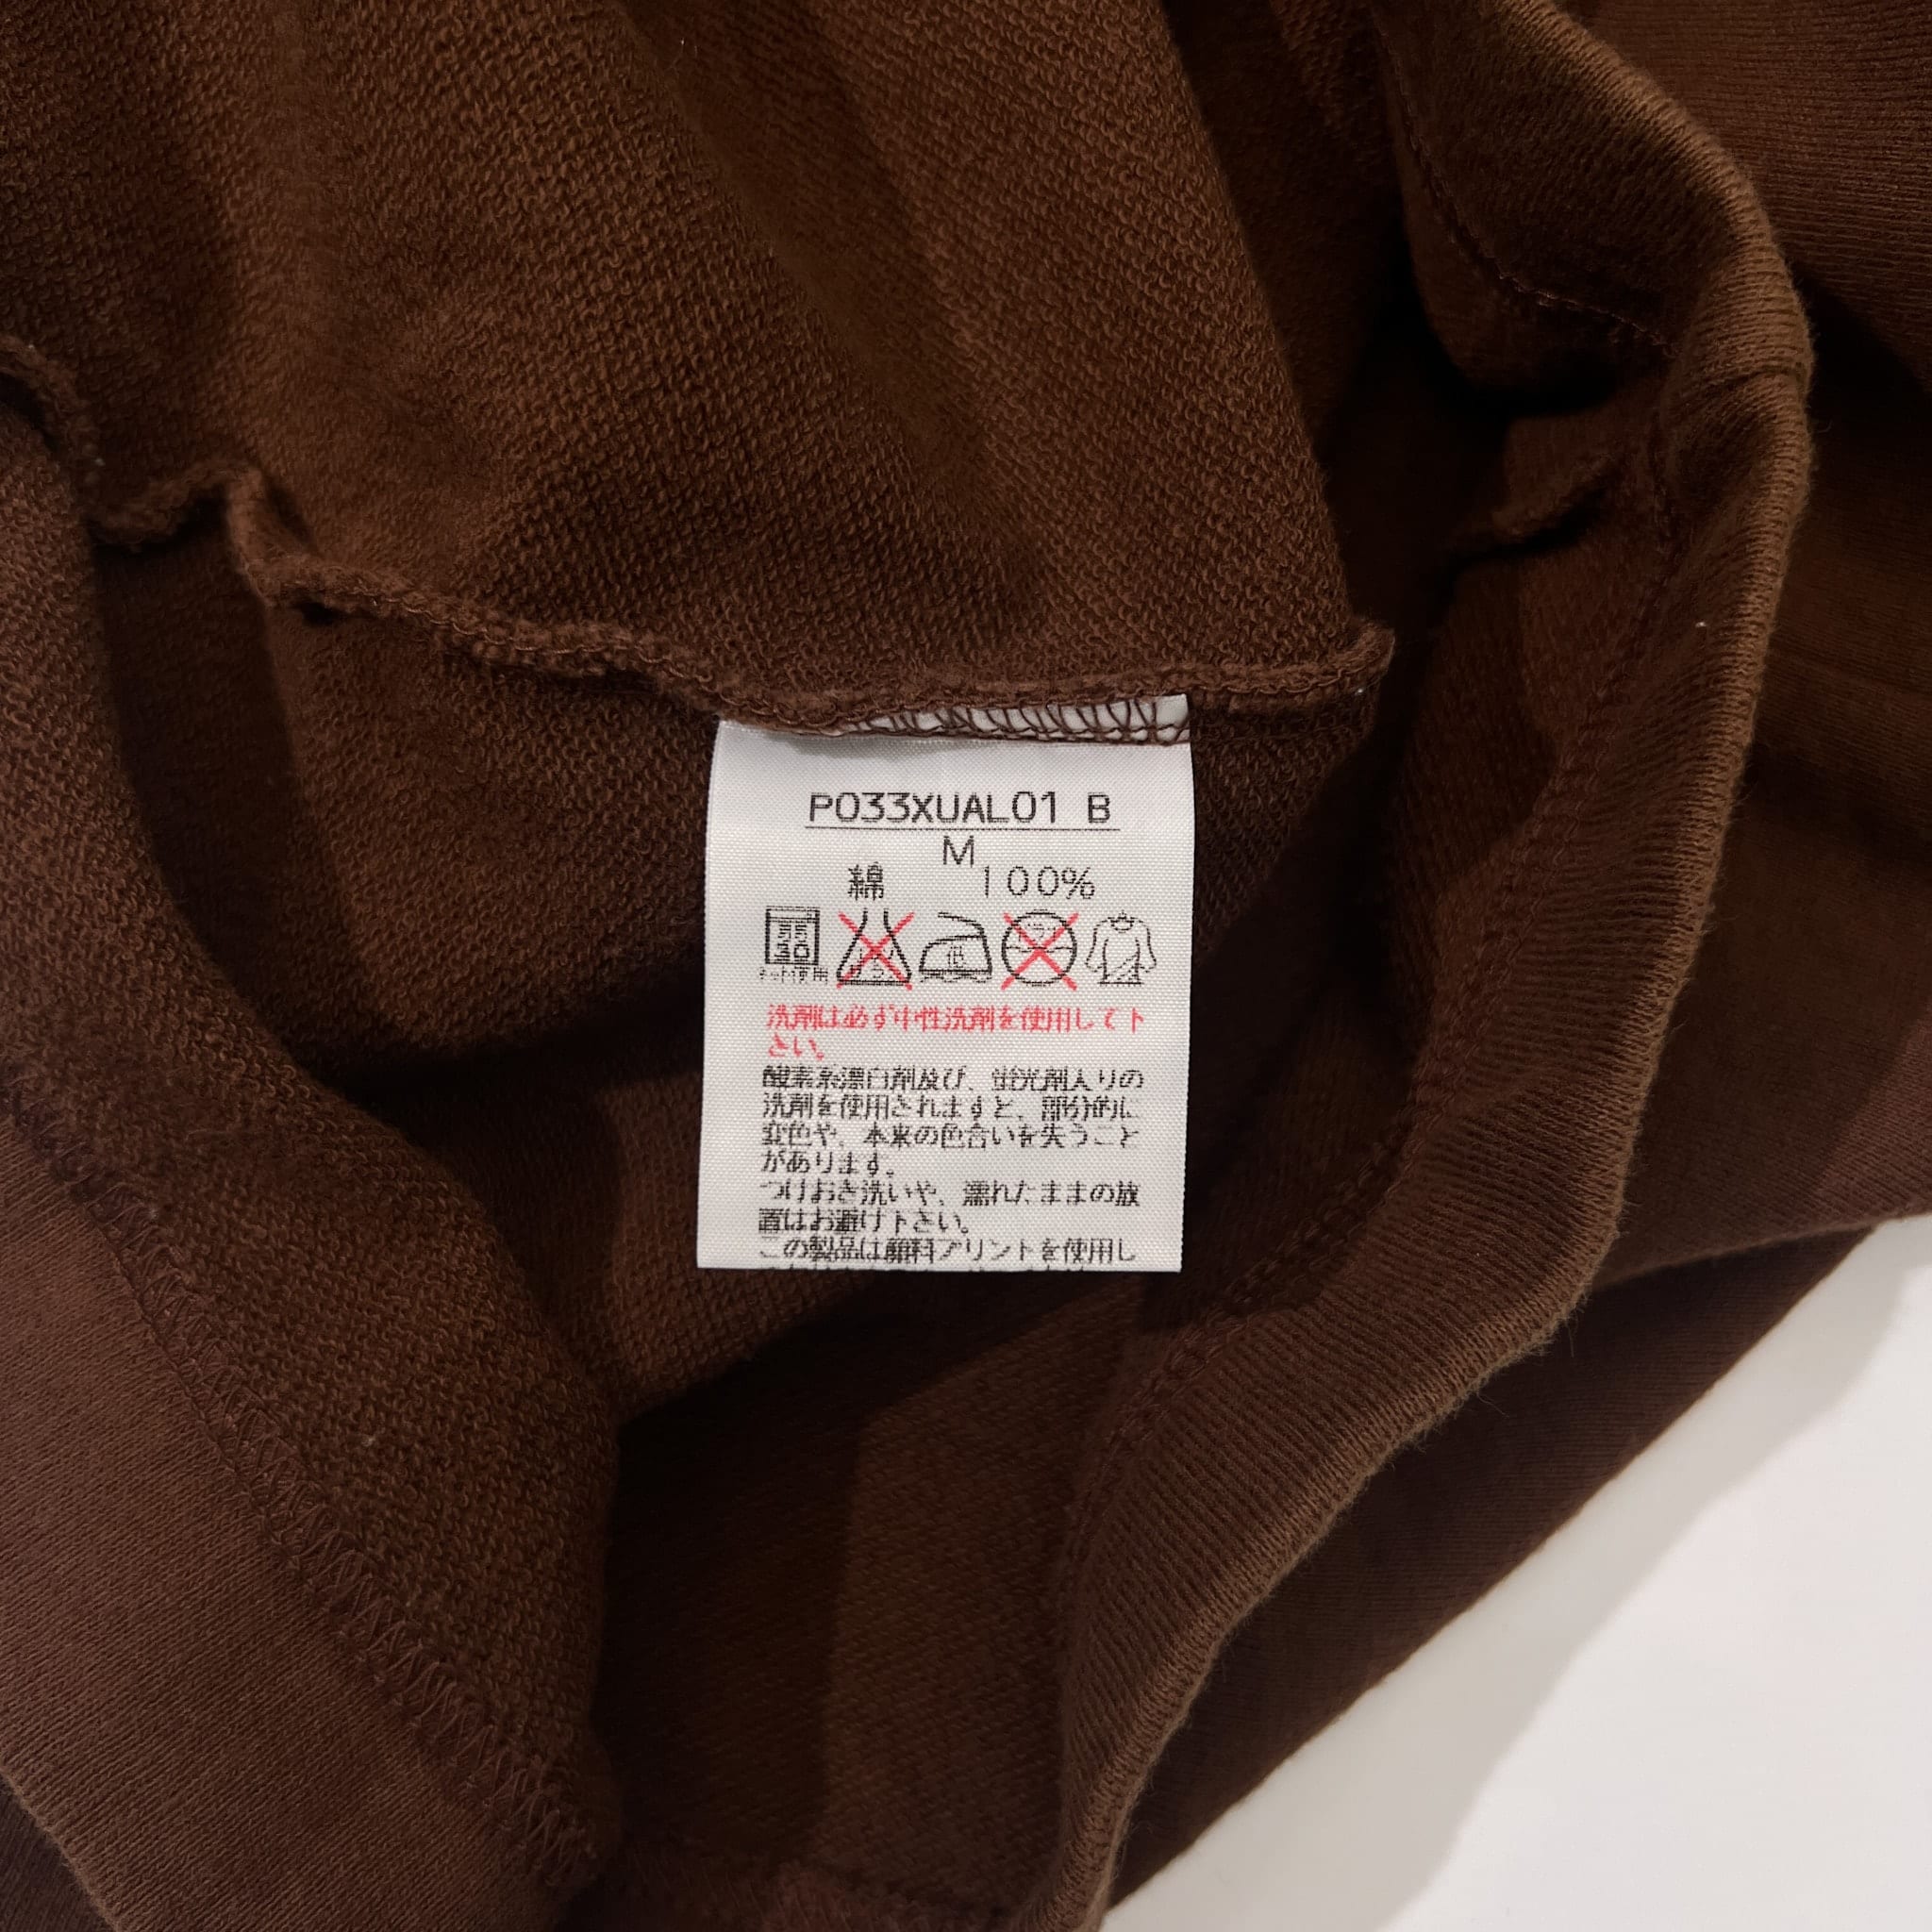 P033XUAL01 B
M
綿 100%
弱
30
ネット使用
低
洗剤は必ず中性洗剤を使用して下
さい。
酸素系漂白剤及び、蛍光剤入りの
洗剤を使用されますと、部分的に
変色や、本来の色合いを失うこと
があります。
つけおき洗いや、濡れたままの放
置はお避け下さい。
この製品は顔料プリントを使用し